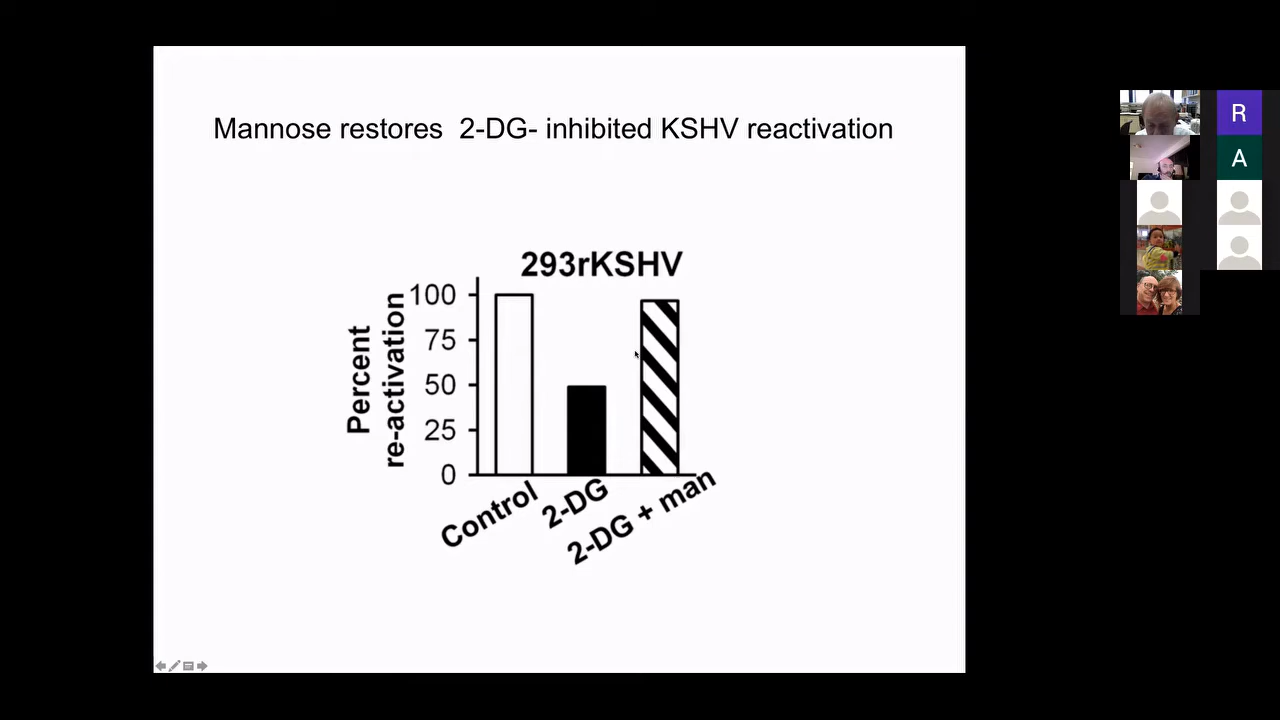 Mannose restores  2-DG- inhibited KSHV reactivation
293rKSHV
Percent
re-activation
100
75
50
25
0
Control
2-DG
2-DG + man
R
A